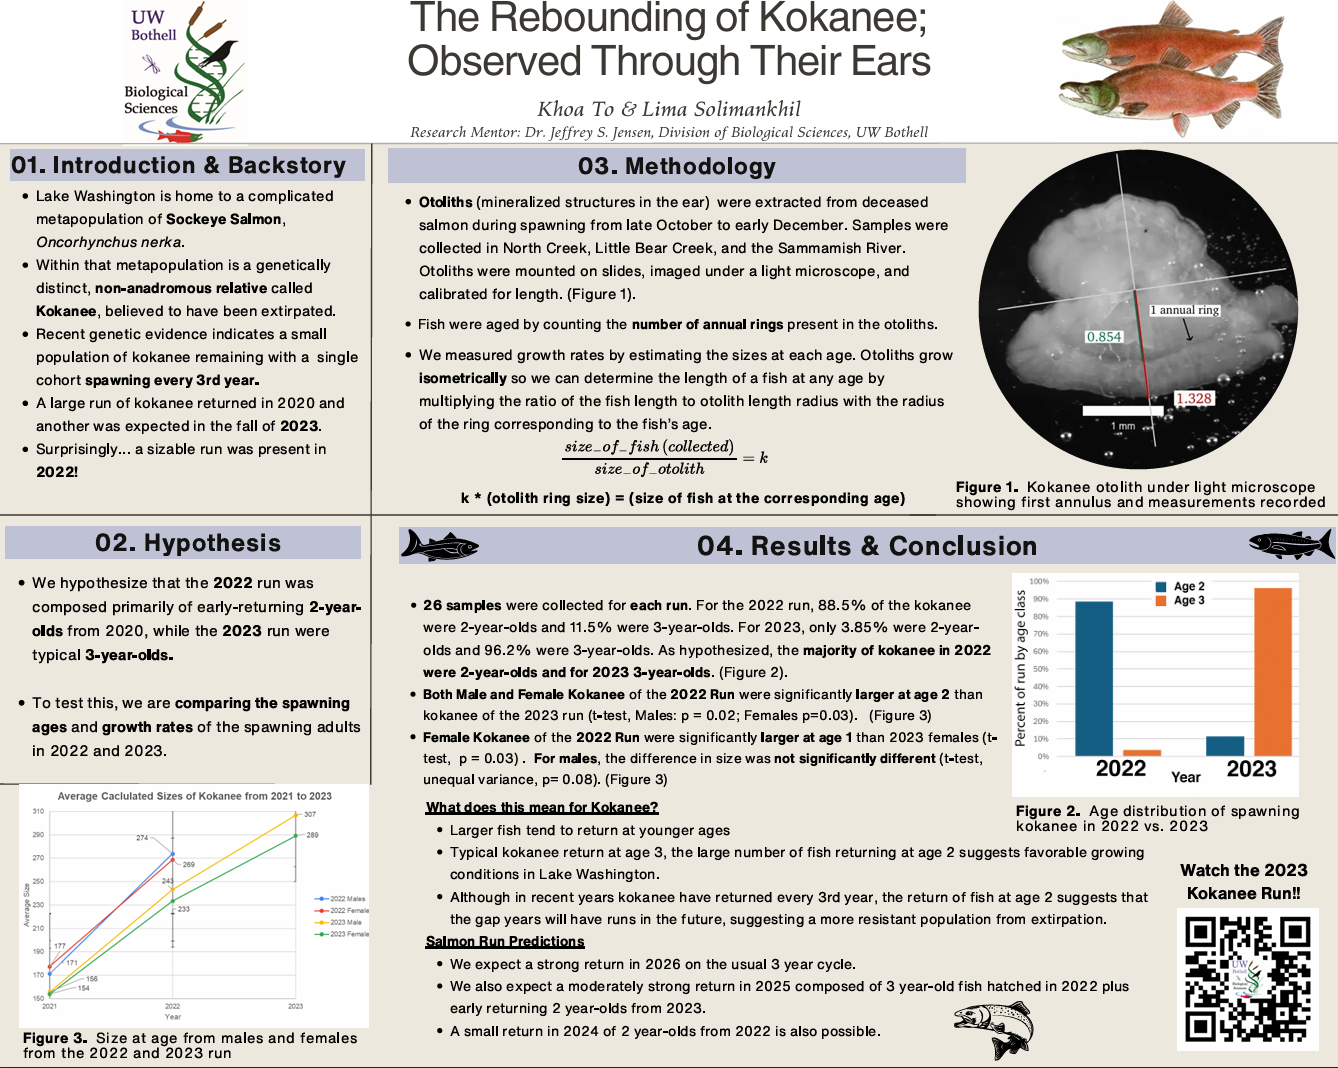 UW
Bothell
Biological
Sciences
The Rebounding of Kokanee;
Observed Through Their Ears
Khoa To & Lima Solimankhil
Research Mentor: Dr. Jeffrey S. Jensen, Division of Biological Sciences, UW Bothell
01. Introduction & Backstory
• Lake Washington is home to a complicated
metapopulation of Sockeye Salmon,
Oncorhynchus nerka.
• Within that metapopulation is a genetically
distinct, non-anadromous relative called
Kokanee, believed to have been extirpated.
• Recent genetic evidence indicates a small
population of kokanee remaining with a single
cohort spawning every 3rd year.
• A large run of kokanee returned in 2020 and
another was expected in the fall of 2023.
• Surprisingly... a sizable run was present in
2022!
02. Hypothesis
• We hypothesize that the 2022 run was
composed primarily of early-returning 2-year-
olds from 2020, while the 2023 run were
typical 3-year-olds.
• To test this, we are comparing the spawning
ages and growth rates of the spawning adults
in 2022 and 2023.
Average Caclulated Sizes of Kokanee from 2021 to 2023
310
290
270
250
230
210
190
170
150
Average Size
177
171
156
154
274
269
243
233
307
289
2022 Males
2022 Female
2023 Male
2023 Female
2021
2022
2023
Year
Figure 3. Size at age from males and females
from the 2022 and 2023 run
03. Methodology
• Otoliths (mineralized structures in the ear) were extracted from deceased
salmon during spawning from late October to early December. Samples were
collected in North Creek, Little Bear Creek, and the Sammamish River.
Otoliths were mounted on slides, imaged under a light microscope, and
calibrated for length. (Figure 1).
• Fish were aged by counting the number of annual rings present in the otoliths.
• We measured growth rates by estimating the sizes at each age. Otoliths grow
isometrically so we can determine the length of a fish at any age by
multiplying the ratio of the fish length to otolith length radius with the radius
of the ring corresponding to the fish's age.
size_of_fish (collected)
size_of_otolith
= k
k * (otolith ring size) = (size of fish at the corresponding age)
1 annual ring
0.854
1.328
1 mm
Figure 1. Kokanee otolith under light microscope
showing first annulus and measurements recorded
04. Results & Conclusion
• 26 samples were collected for each run. For the 2022 run, 88.5% of the kokanee
were 2-year-olds and 11.5% were 3-year-olds. For 2023, only 3.85% were 2-year-
olds and 96.2% were 3-year-olds. As hypothesized, the majority of kokanee in 2022
were 2-year-olds and for 2023 3-year-olds. (Figure 2).
• Both Male and Female Kokanee of the 2022 Run were significantly larger at age 2 than
kokanee of the 2023 run (t-test, Males: p = 0.02; Females p=0.03). (Figure 3)
• Female Kokanee of the 2022 Run were significantly larger at age 1 than 2023 females (t-
test, p = 0.03) . For males, the difference in size was not significantly different (t-test,
unequal variance, p= 0.08). (Figure 3)
What does this mean for Kokanee?
• Larger fish tend to return at younger ages
• Typical kokanee return at age 3, the large number of fish returning at age 2 suggests favorable growing
conditions in Lake Washington.
• Although in recent years kokanee have returned every 3rd year, the return of fish at age 2 suggests that
the gap years will have runs in the future, suggesting a more resistant population from extirpation.
Salmon Run Predictions
• We expect a strong return in 2026 on the usual 3 year cycle.
• We also expect a moderately strong return in 2025 composed of 3 year-old fish hatched in 2022 plus
early returning 2 year-olds from 2023.
• A small return in 2024 of 2 year-olds from 2022 is also possible.
Percent of run by age class
100%
90%
80%
70%
60%
50%
40%
30%
20%
10%
0%
Age 2
Age 3
2022
Year
2023
Figure 2. Age distribution of spawning
kokanee in 2022 vs. 2023
Watch the 2023
Kokanee Run!!
UW
Bothell
Biological
Sciences